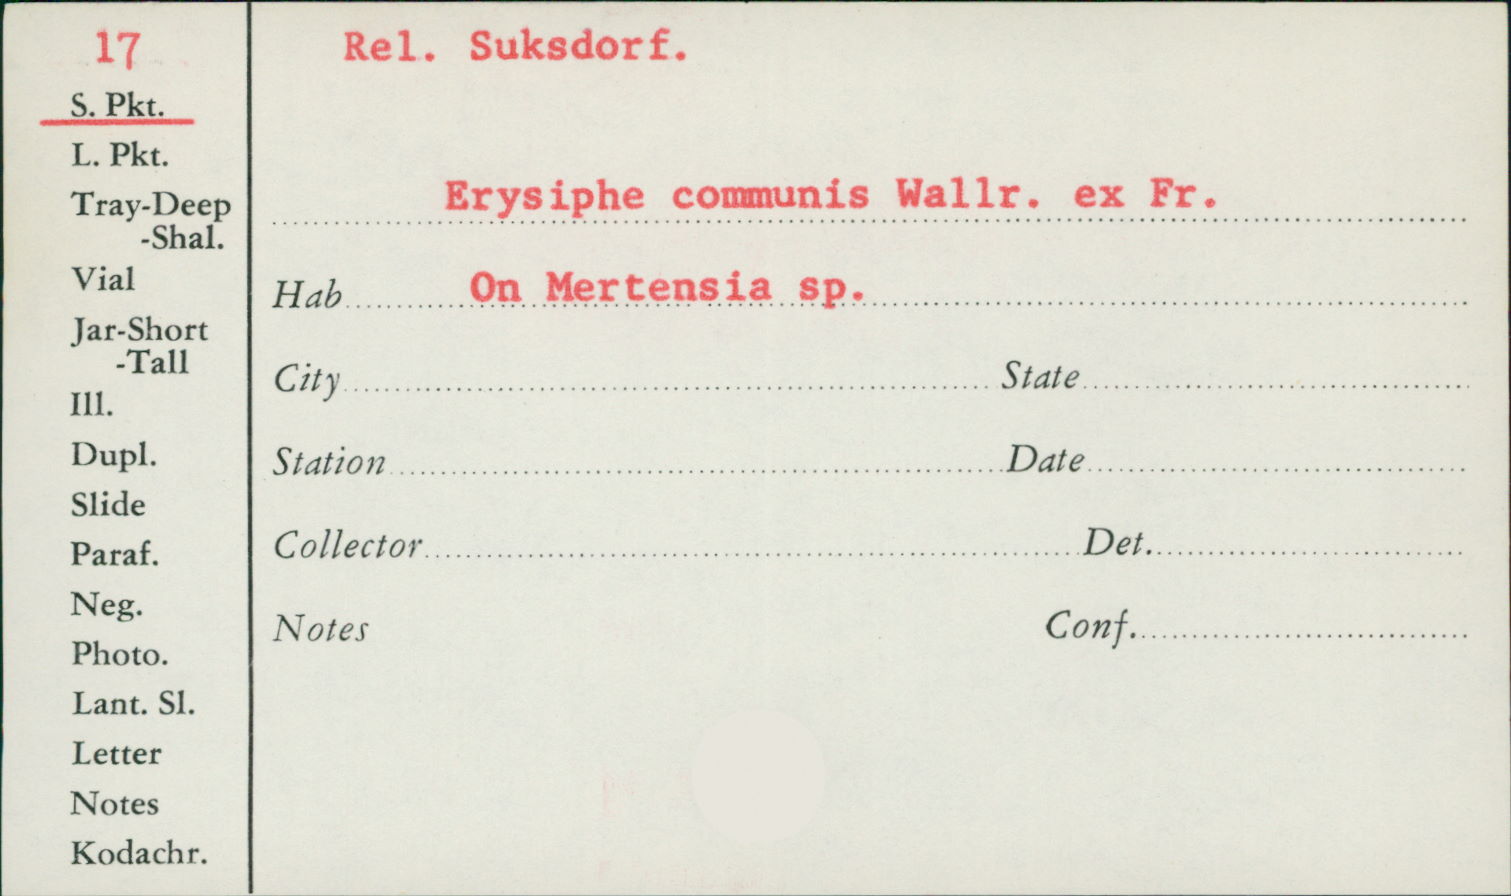 17
S. Pkt.
L. Pkt.
Tray-Deep
-Shal.
Vial
Jar-Short
-Tall
Ill.
Dupl.
Slide
Paraf.
Neg.
Photo.
Lant. Sl.
Letter
Notes
Kodachr.
Rel. Suksdorf.
Erysiphe communis Wallr. ex Fr.
Hab On Mertensia sp.
City State
Station Date
Collector Det.
Notes Conf.